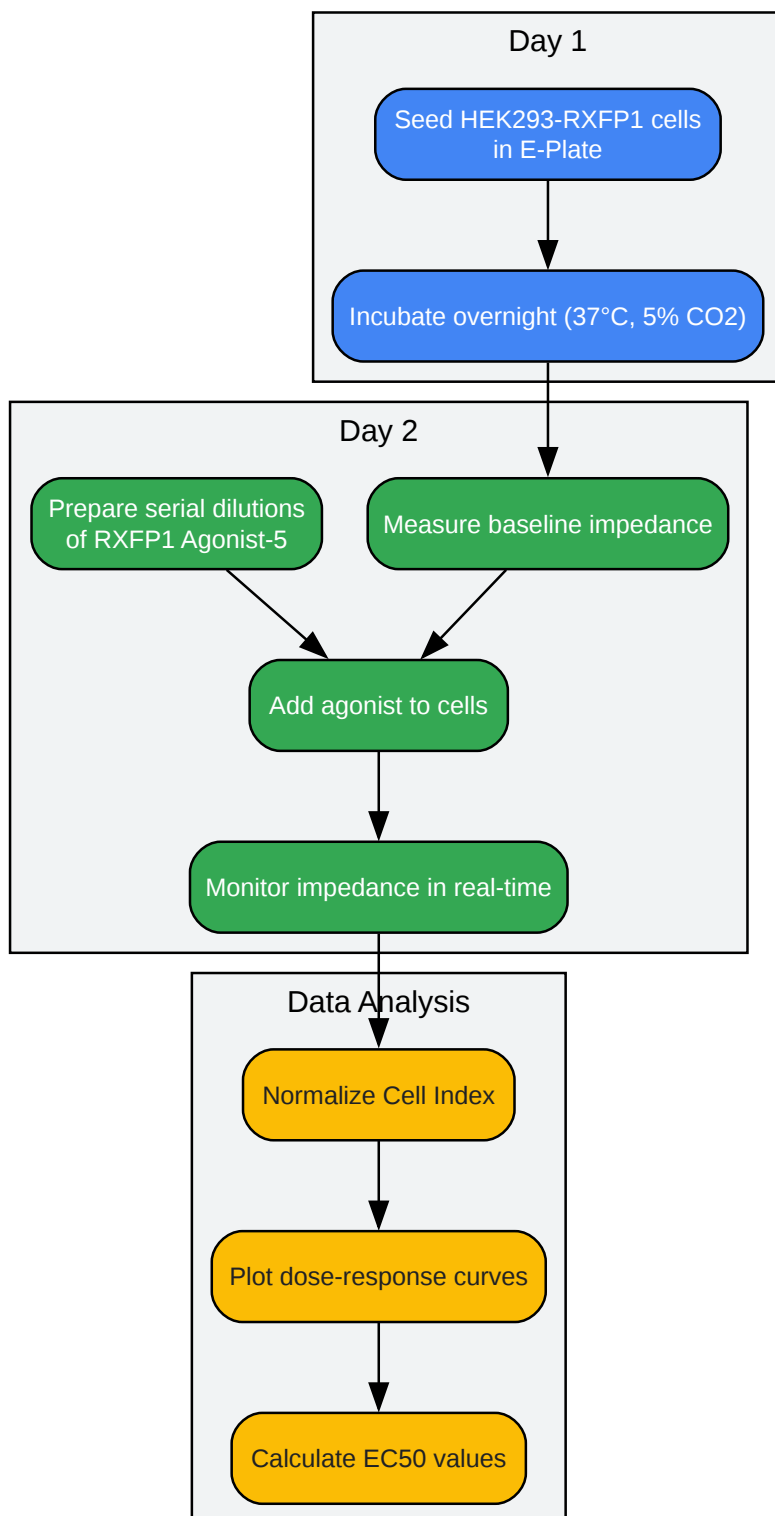 Day 1
Seed HEK293-RXFP1 cells
in E-Plate
Incubate overnight (37°C, 5% CO2)
Day 2
Prepare serial dilutions
of RXFP1 Agonist-5
Measure baseline impedance
Add agonist to cells
Monitor impedance in real-time
Data Analysis
Normalize Cell Index
Plot dose-response curves
Calculate EC50 values